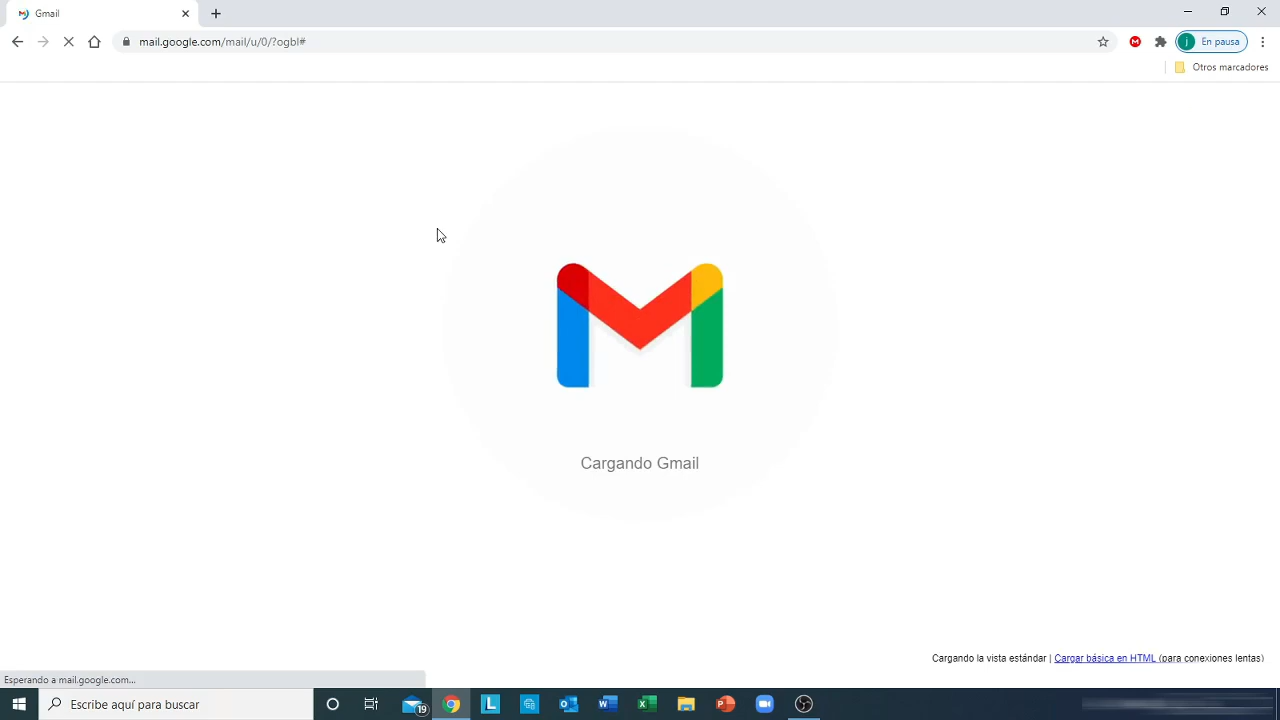 Gmail
mail.google.com/mail/u/0/?ogbl#
En pausa
Otros marcadores
Cargando Gmail
Cargando la vista estándar | Cargar básica en HTML (para conexiones lentas)
Esperando a mail.google.com...
Escribe aquí para buscar
19